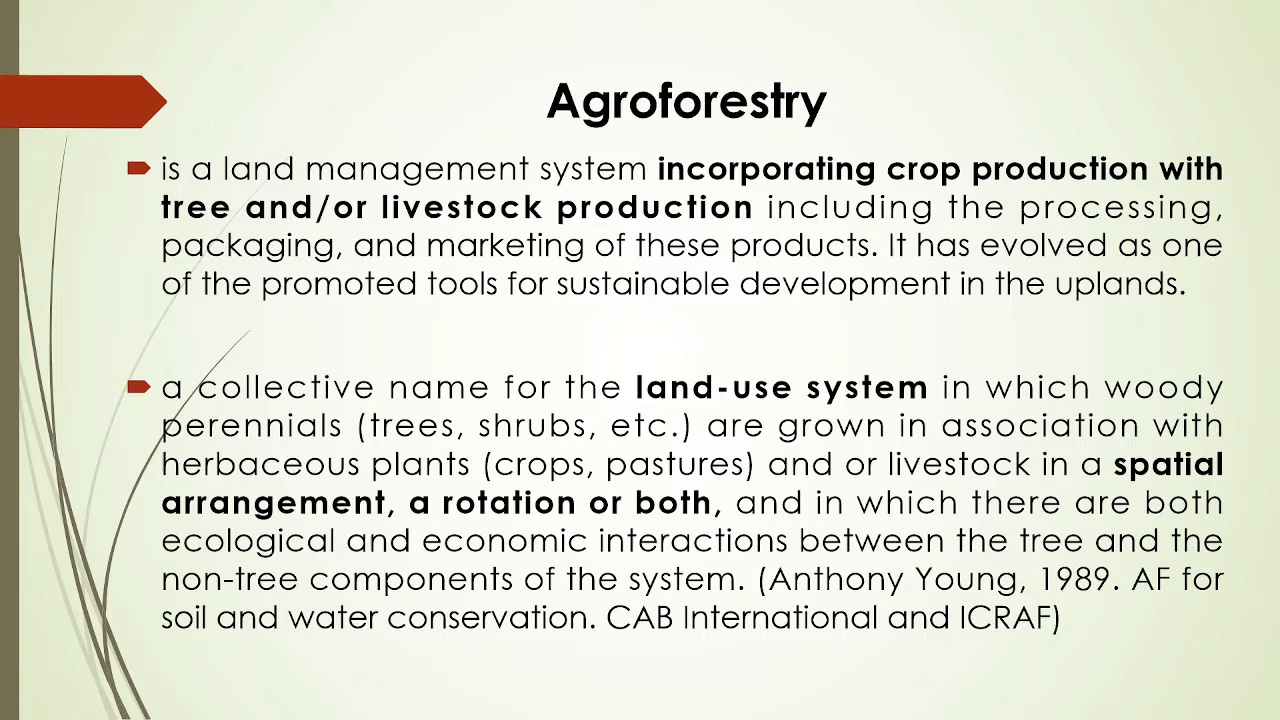 Agroforestry
is a land management system incorporating crop production with
tree and/or livestock production including the processing,
packaging, and marketing of these products. It has evolved as one
of the promoted tools for sustainable development in the uplands.
a collective name for the land-use system in which woody
perennials (trees, shrubs, etc.) are grown in association with
herbaceous plants (crops, pastures) and or livestock in a spatial
arrangement, a rotation or both, and in which there are both
ecological and economic interactions between the tree and the
non-tree components of the system. (Anthony Young, 1989. AF for
soil and water conservation. CAB International and ICRAF)